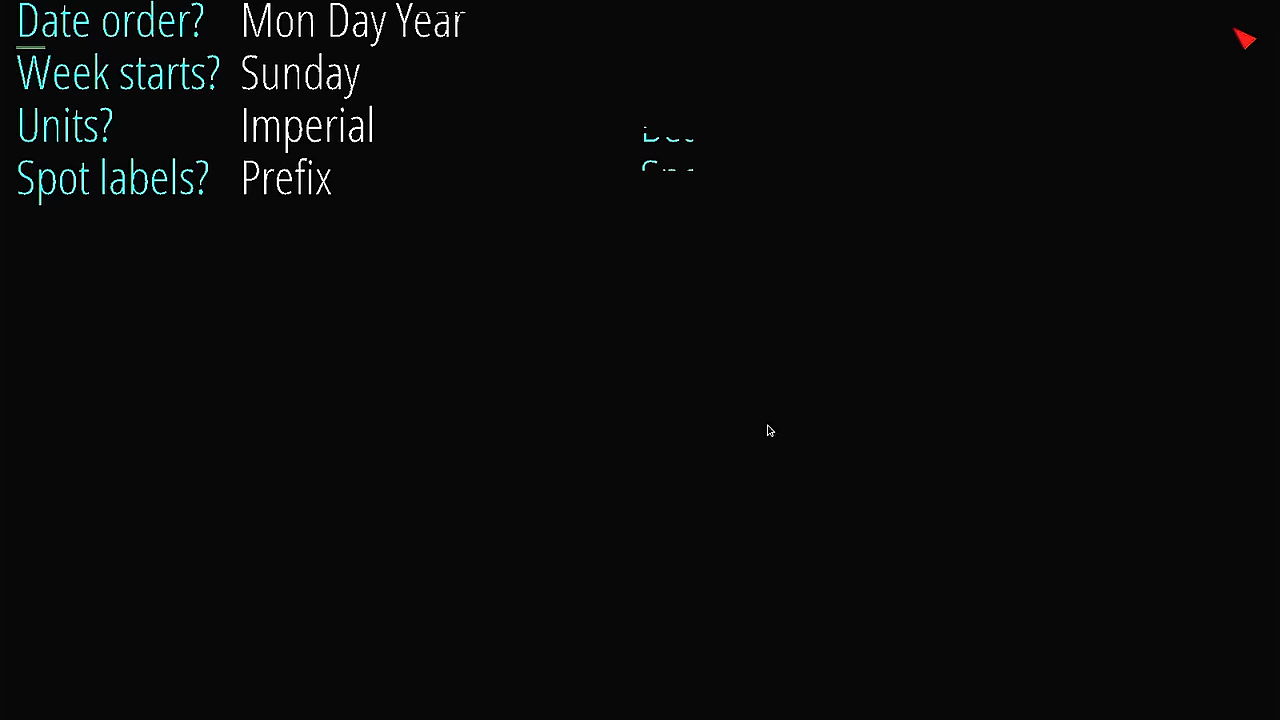 Date order? Mon Day Year
Week starts? Sunday
Units? Imperial
Spot labels? Prefix